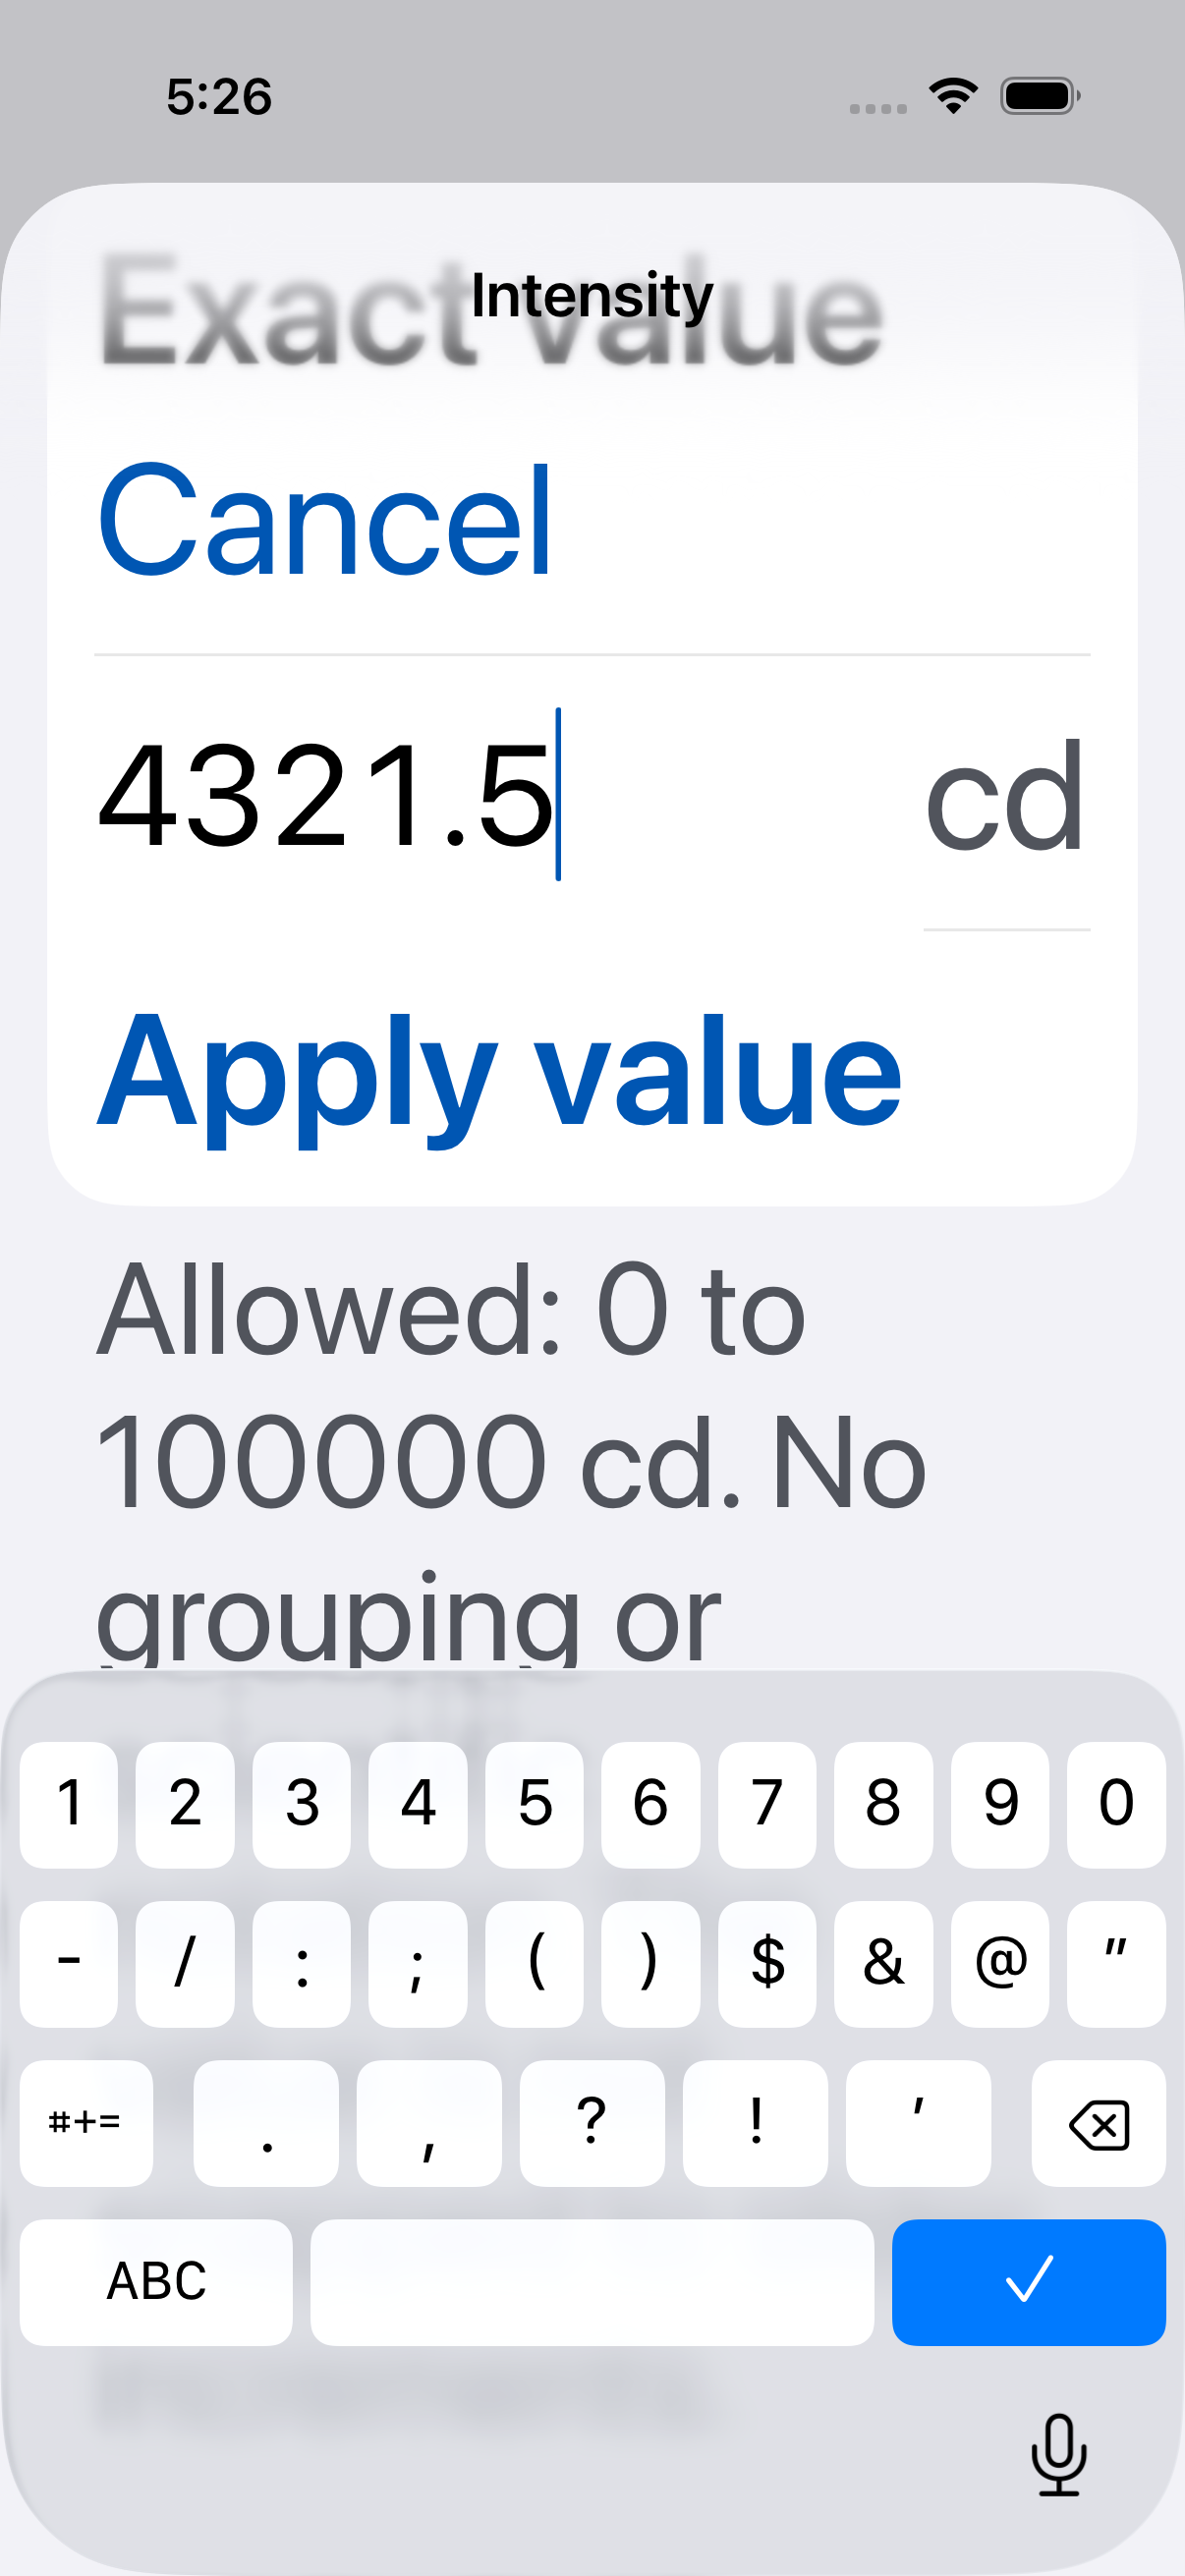 5:26
Intensity
Exact value
Cancel
4321.5 cd
Apply value
Allowed: 0 to
100000 cd. No
grouping or
1 2 3 4 5 6 7 8 9 0
- / : ; ( ) $ & @ "
#+= . , ? ! '
ABC